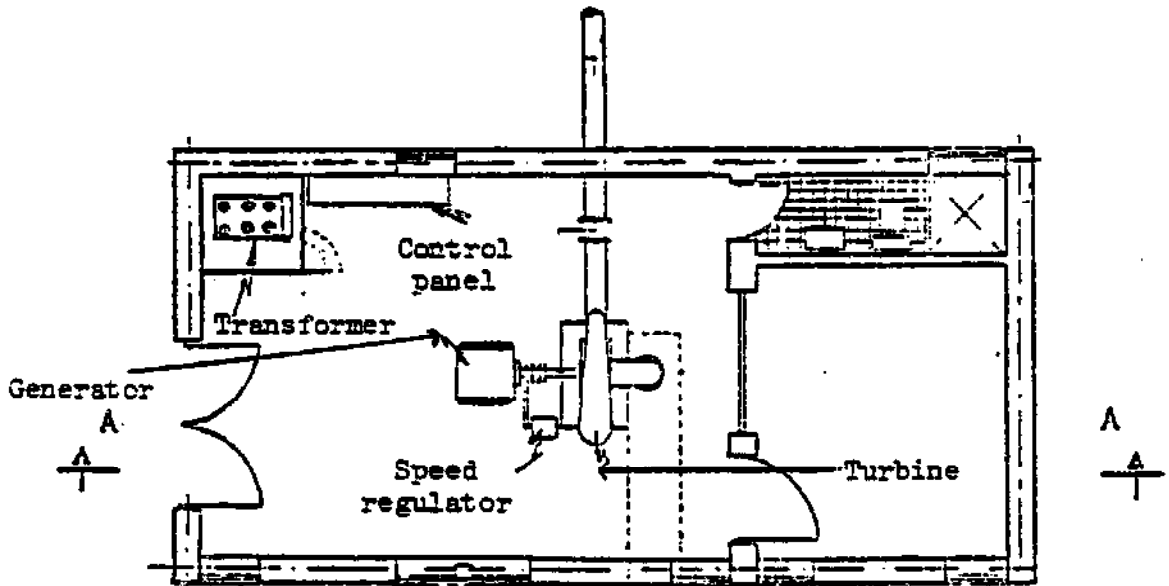 Control
panel
Transformer
Generator
A
A
A
A
Speed
regulator
Turbine